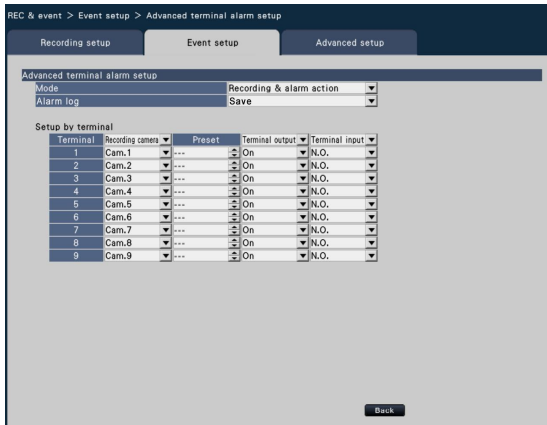 REC & event > Event setup > Advanced terminal alarm setup
Recording setup Event setup Advanced setup
Advanced terminal alarm setup
Mode Recording & alarm action
Alarm log Save
Setup by terminal
Terminal Recording camera Preset Terminal output Terminal input
1 Cam.1 --- On N.O.
2 Cam.2 --- On N.O.
3 Cam.3 --- On N.O.
4 Cam.4 --- On N.O.
5 Cam.5 --- On N.O.
6 Cam.6 --- On N.O.
7 Cam.7 --- On N.O.
8 Cam.8 --- On N.O.
9 Cam.9 --- On N.O.
Back